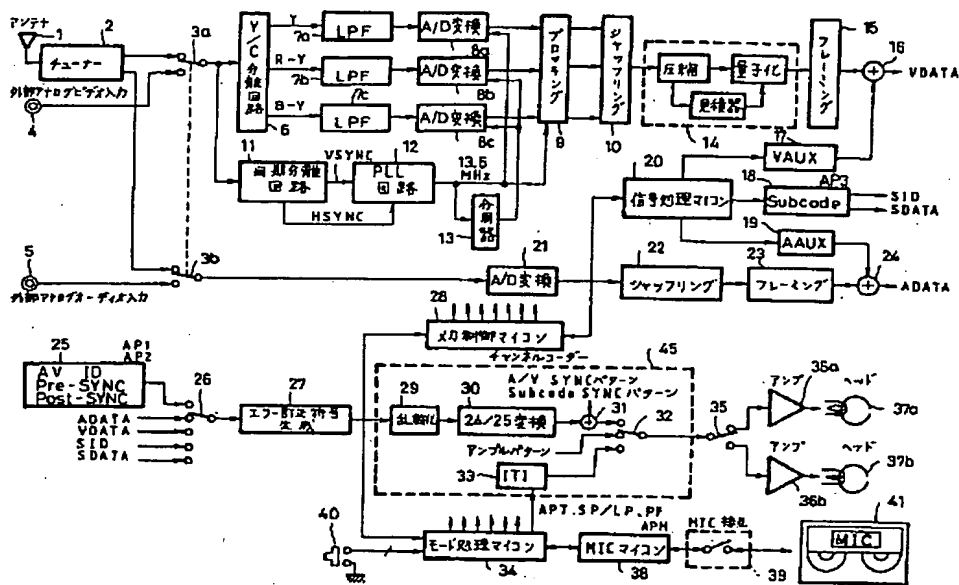 アンテナ
1
2
チューナー
3a
外部アナログビデオ入力
4
Y/C分離回路
6
Y
R-Y
B-Y
7a
LPF
7b
LPF
7c
LPF
A/D変換
8a
A/D変換
8b
A/D変換
8c
ブロッキング
9
シャッフリング
10
圧縮
量子化
見積器
14
15
フレーミング
16
VDATA
11
同期分離
回路
VSYNC
HSYNC
12
PLL
回路
13.5
MHz
分周器
13
20
信号処理マイコン
17
VAUX
18
AP3
Subcode
SID
SDATA
19
AAUX
5
外部アナログオーディオ入力
3b
21
A/D変換
22
シャッフリング
23
フレーミング
24
ADATA
28
メカ制御マイコン
25
AP1
AP2
AV ID
Pre-SYNC
Post-SYNC
26
ADATA
VDATA
SID
SDATA
27
エラー訂正符号
生成
チャンネルコーダー
45
A/V SYNCパターン
Subcode SYNCパターン
29
乱数化
30
24/25変換
31
32
アンブルパターン
33
ITI
35
アンプ
36a
ヘッド
37a
アンプ
36b
ヘッド
37b
APT.SP/LP.PF
40
モード処理マイコン
34
APM
MICマイコン
38
MIC接点
39
41
MIC